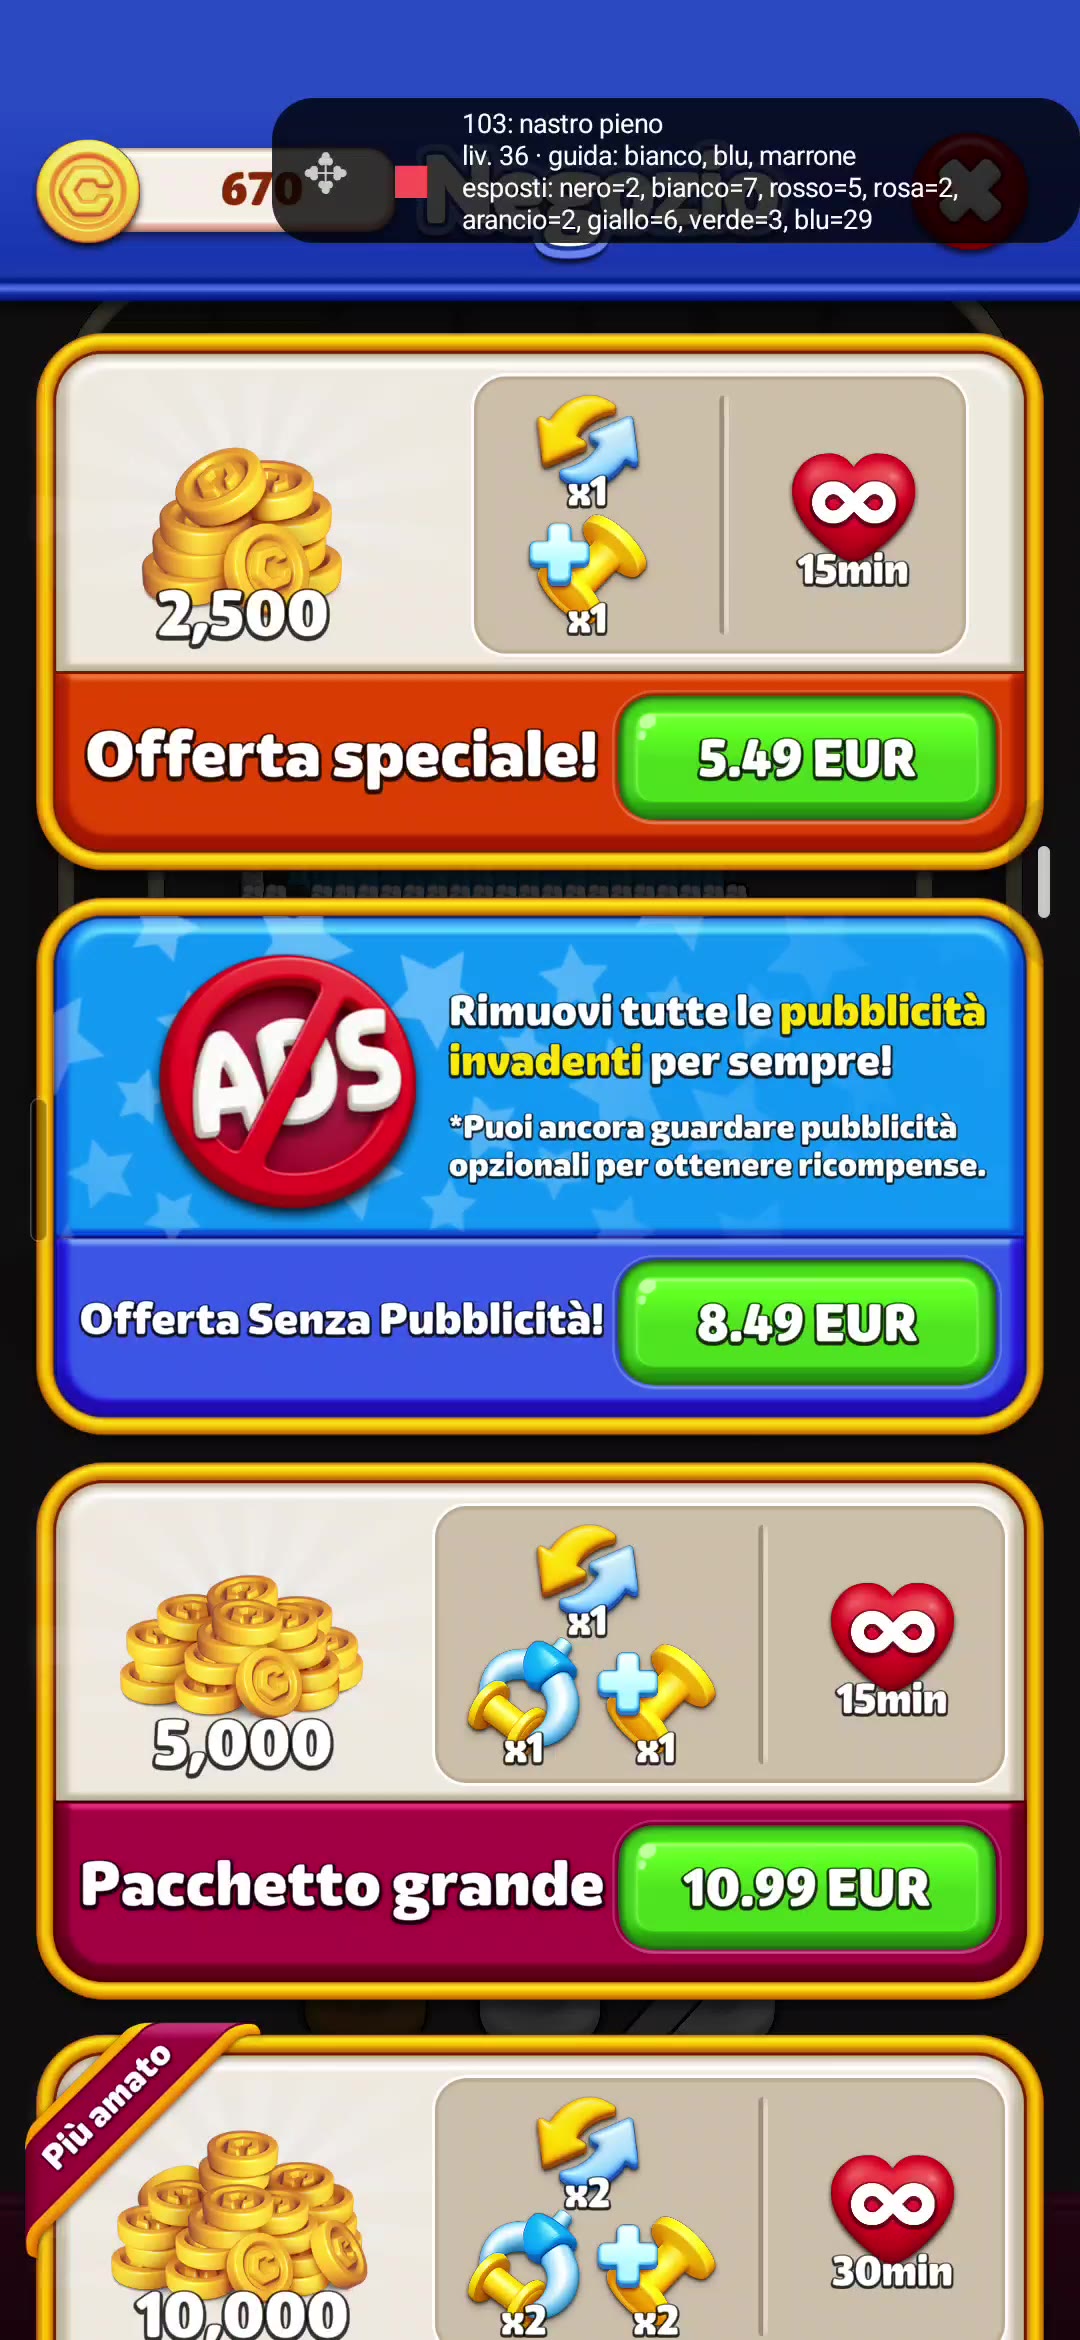 103: nastro pieno
liv. 36 · guida: bianco, blu, marrone
esposti: nero=2, bianco=7, rosso=5, rosa=2,
arancio=2, giallo=6, verde=3, blu=29
670
Negozio
2,500
x1
x1
15min
Offerta speciale!
5.49 EUR
ADS
Rimuovi tutte le pubblicità
invadenti per sempre!
*Puoi ancora guardare pubblicità
opzionali per ottenere ricompense.
Offerta Senza Pubblicità!
8.49 EUR
5,000
x1
x1
x1
15min
Pacchetto grande
10.99 EUR
Più amato
10,000
x2
x2
x2
30min